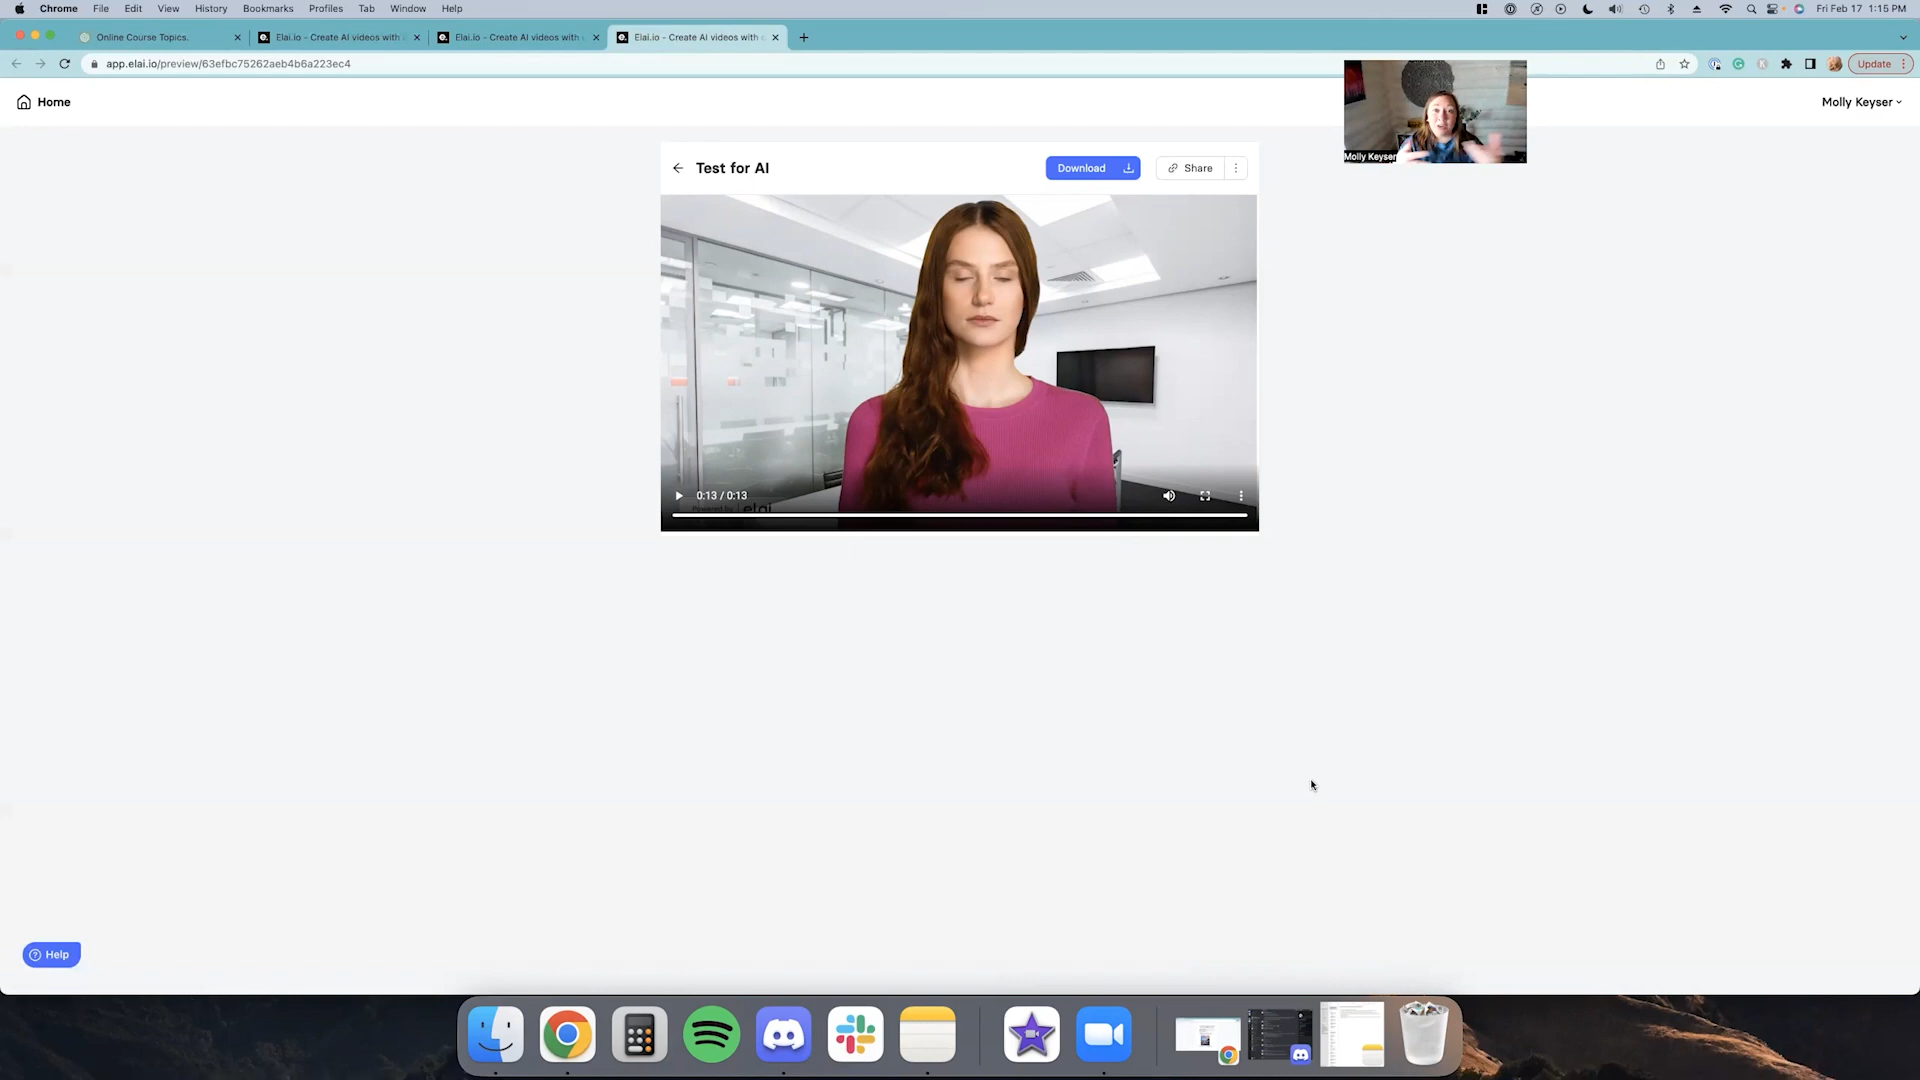 Chrome File Edit View History Bookmarks Profiles Tab Window Help
Fri Feb 17 1:15 PM
Online Course Topics.
Elai.io - Create AI videos with
Elai.io - Create AI videos with
Elai.io - Create AI videos with
app.elai.io/preview/63efbc75262aeb4b6a223ec4
Update
Home
Molly Keyser
Molly Keyser
Test for AI
Download
Share
0:13 / 0:13
Powered by elai
Help